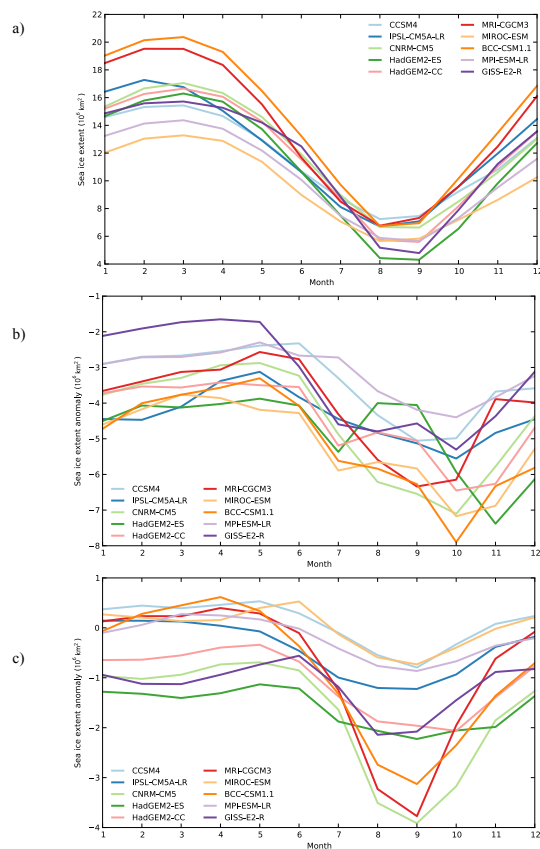 a)
22
20
18
16
14
12
10
8
6
4
Sea ice extent (10⁶ km²)
CCSM4
IPSL-CM5A-LR
CNRM-CM5
HadGEM2-ES
HadGEM2-CC
MRI-CGCM3
MIROC-ESM
BCC-CSM1.1
MPI-ESM-LR
GISS-E2-R
1 2 3 4 5 6 7 8 9 10 11 12
Month
b)
−1
−2
−3
−4
−5
−6
−7
−8
Sea ice extent anomaly (10⁶ km²)
CCSM4
IPSL-CM5A-LR
CNRM-CM5
HadGEM2-ES
HadGEM2-CC
MRI-CGCM3
MIROC-ESM
BCC-CSM1.1
MPI-ESM-LR
GISS-E2-R
1 2 3 4 5 6 7 8 9 10 11 12
Month
c)
1
0
−1
−2
−3
−4
Sea ice extent anomaly (10⁶ km²)
CCSM4
IPSL-CM5A-LR
CNRM-CM5
HadGEM2-ES
HadGEM2-CC
MRI-CGCM3
MIROC-ESM
BCC-CSM1.1
MPI-ESM-LR
GISS-E2-R
1 2 3 4 5 6 7 8 9 10 11 12
Month